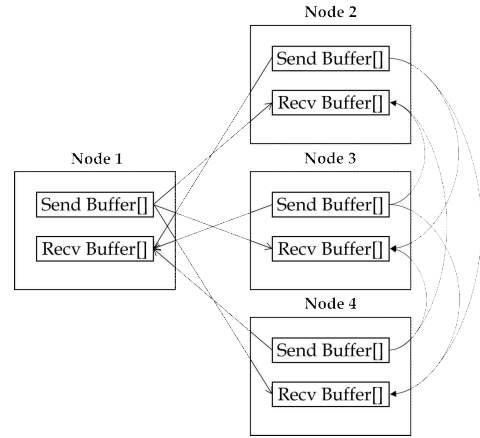 Node 2
Send Buffer[]
Recv Buffer[]
Node 1
Send Buffer[]
Recv Buffer[]
Node 3
Send Buffer[]
Recv Buffer[]
Node 4
Send Buffer[]
Recv Buffer[]